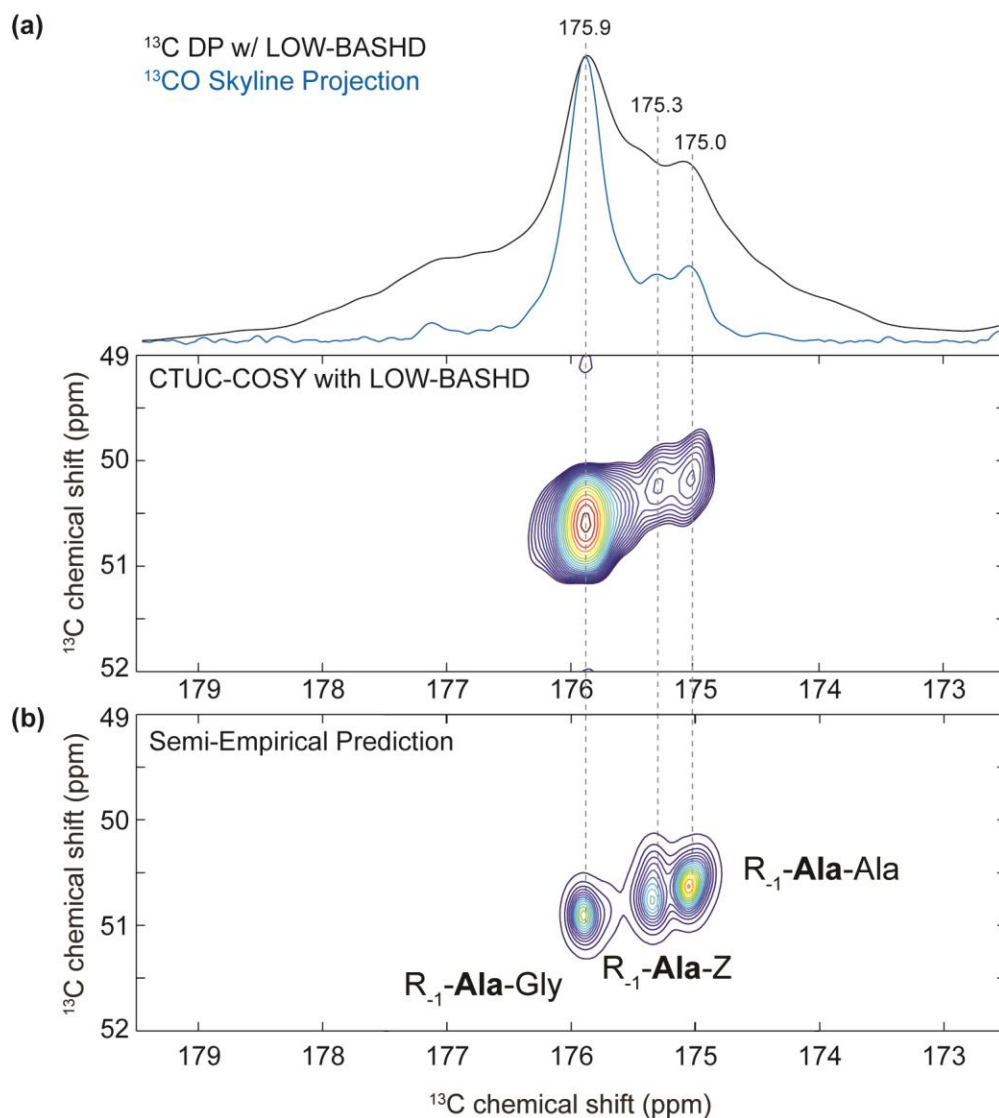 (a)
¹³C DP w/ LOW-BASHD
¹³CO Skyline Projection
175.9
175.3
175.0
CTUC-COSY with LOW-BASHD
¹³C chemical shift (ppm)
49
50
51
52
179 178 177 176 175 174 173
(b)
Semi-Empirical Prediction
¹³C chemical shift (ppm)
49
50
51
52
R₋₁-Ala-Ala
R₋₁-Ala-Z
R₋₁-Ala-Gly
179 178 177 176 175 174 173
¹³C chemical shift (ppm)